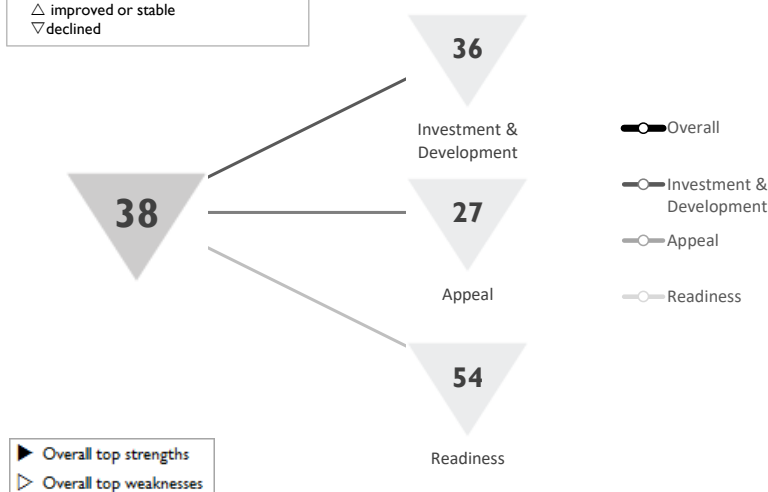 △ improved or stable
▽ declined
36
Investment &
Development
38
27
Appeal
54
Readiness
Overall
Investment &
Development
Appeal
Readiness
▶ Overall top strengths
▷ Overall top weaknesses